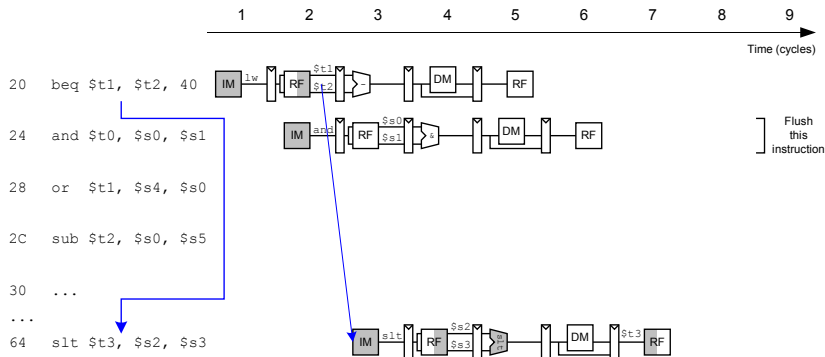 1 2 3 4 5 6 7 8 9
Time (cycles)
20 beq $t1, $t2, 40 IM lw RF $t1 $t2 - DM RF
24 and $t0, $s0, $s1 IM and RF $s0 $s1 & DM RF
Flush
this
instruction
28 or $t1, $s4, $s0
2C sub $t2, $s0, $s5
30 ...
...
64 slt $t3, $s2, $s3 IM slt RF $s2 $s3 slt DM $t3 RF